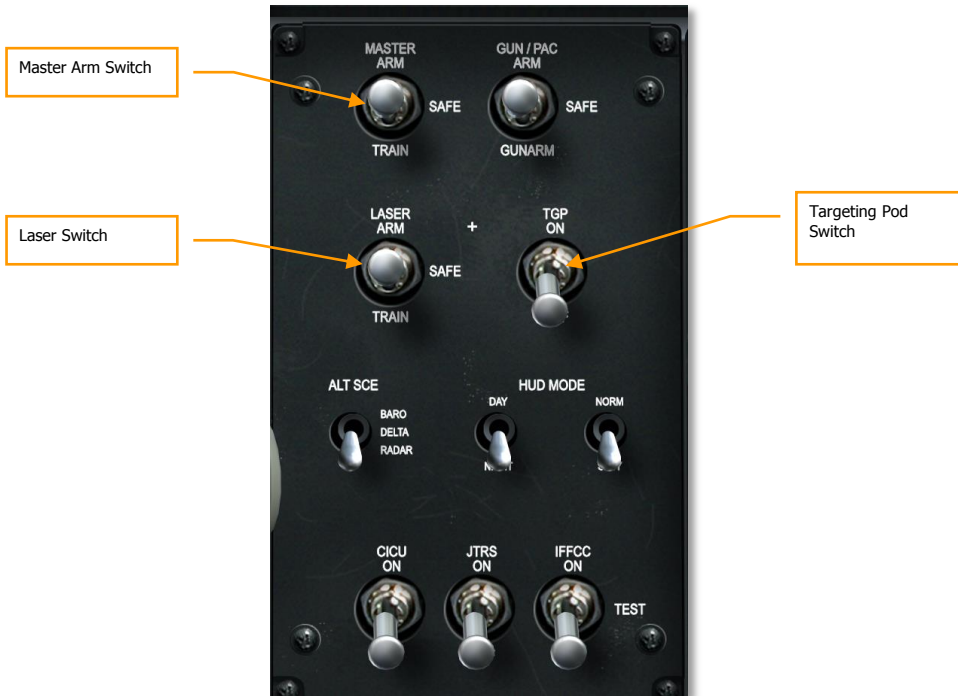 Master Arm Switch
MASTER
ARM
SAFE
TRAIN
GUN / PAC
ARM
SAFE
GUNARM
Laser Switch
LASER
ARM
SAFE
TRAIN
+
TGP
ON
Targeting Pod
Switch
ALT SCE
BARO
DELTA
RADAR
HUD MODE
DAY
NORM
CICU
ON
JTRS
ON
IFFCC
ON
TEST